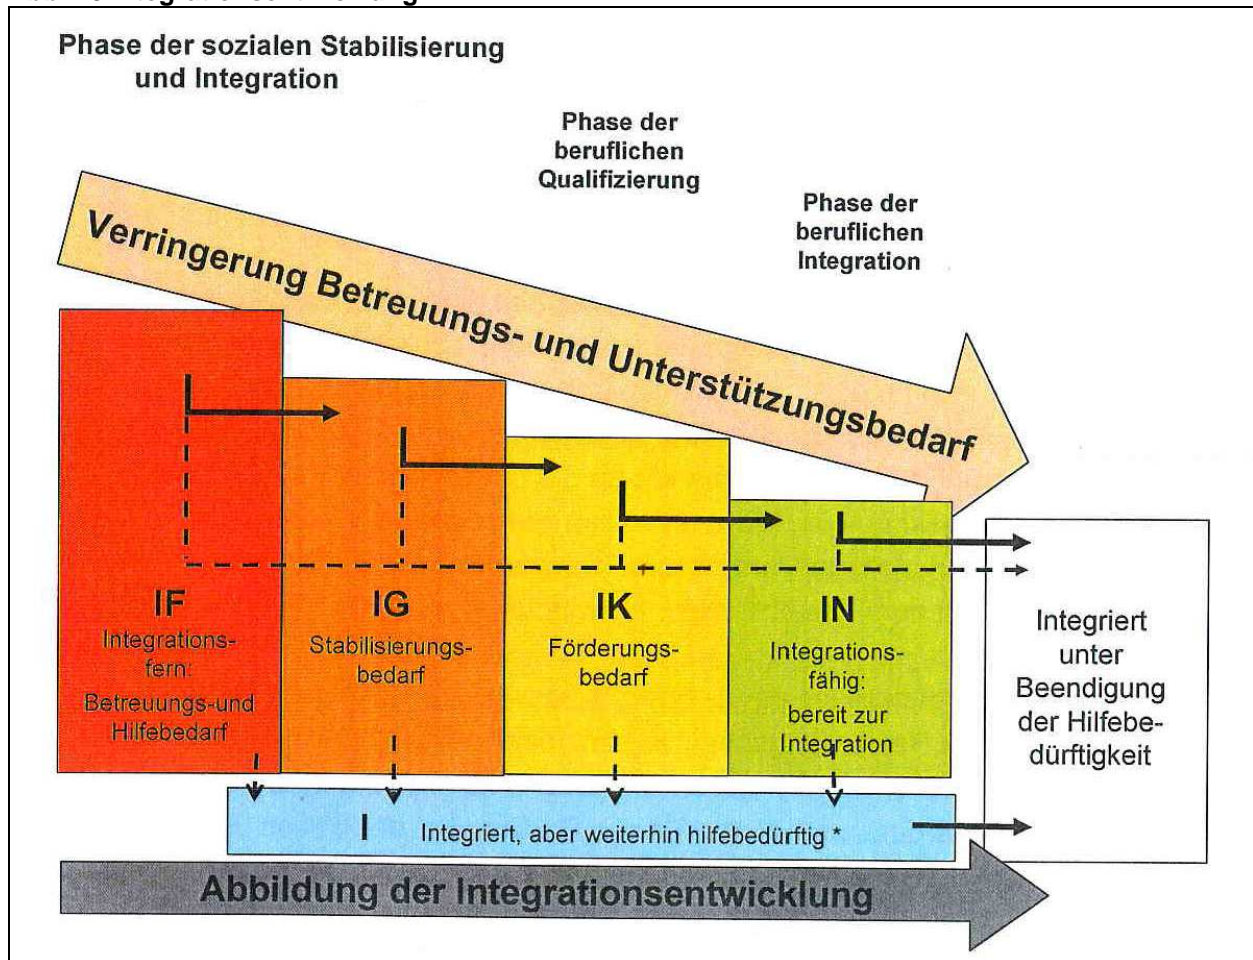 Phase der sozialen Stabilisierung
und Integration
Phase der
beruflichen
Qualifizierung
Phase der
beruflichen
Integration
Verringerung Betreuungs- und Unterstützungsbedarf
IF
Integrations-
fern:
Betreuungs-und
Hilfebedarf
IG
Stabilisierungs-
bedarf
IK
Förderungs-
bedarf
IN
Integrations-
fähig:
bereit zur
Integration
Integriert
unter
Beendigung
der Hilfebe-
dürftigkeit
I Integriert, aber weiterhin hilfebedürftig *
Abbildung der Integrationsentwicklung